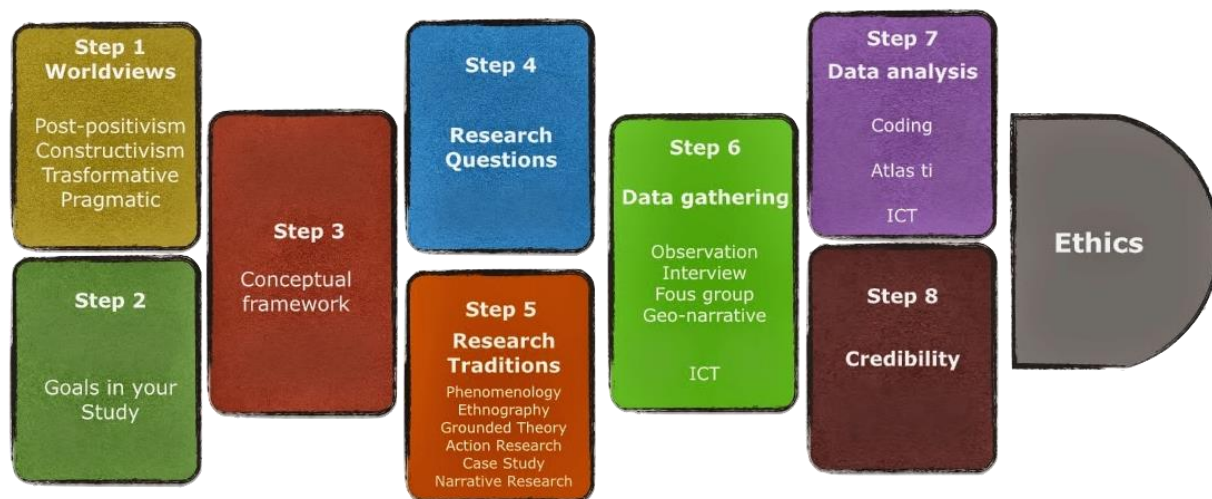 Step 1
Worldviews
Post-positivism
Constructivism
Trasformative
Pragmatic
Step 2
Goals in your
Study
Step 3
Conceptual
framework
Step 4
Research
Questions
Step 5
Research
Traditions
Phenomenology
Ethnography
Grounded Theory
Action Research
Case Study
Narrative Research
Step 6
Data gathering
Observation
Interview
Fous group
Geo-narrative
ICT
Step 7
Data analysis
Coding
Atlas ti
ICT
Step 8
Credibility
Ethics